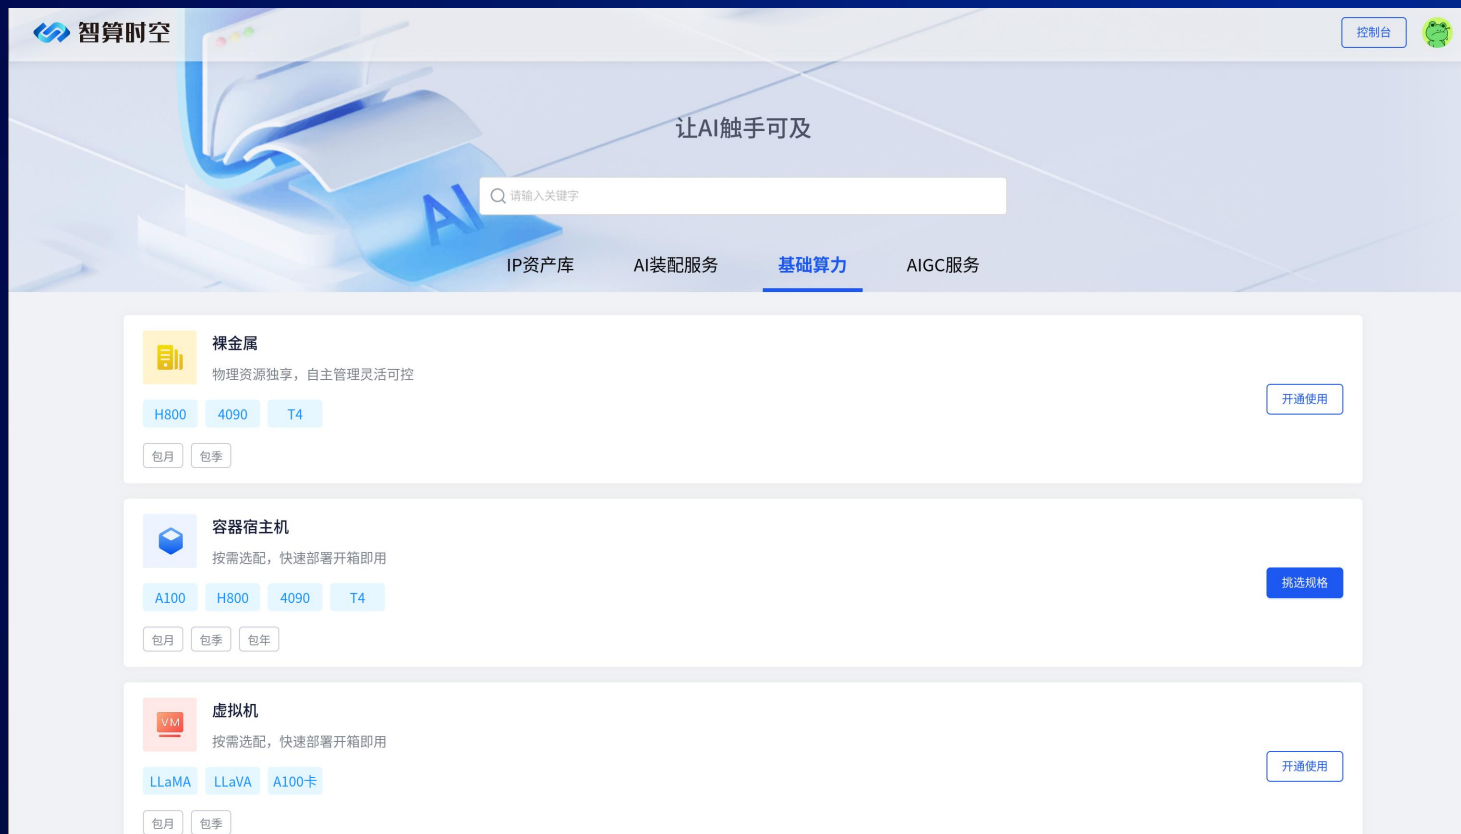 智算时空
控制台
让AI触手可及
AI
请输入关键字
IP资产库 AI装配服务 基础算力 AIGC服务
裸金属
物理资源独享，自主管理灵活可控
开通使用
H800 4090 T4
包月 包季
容器宿主机
按需选配，快速部署开箱即用
挑选规格
A100 H800 4090 T4
包月 包季 包年
VM
虚拟机
按需选配，快速部署开箱即用
开通使用
LLaMA LLaVA A100卡
包月 包季